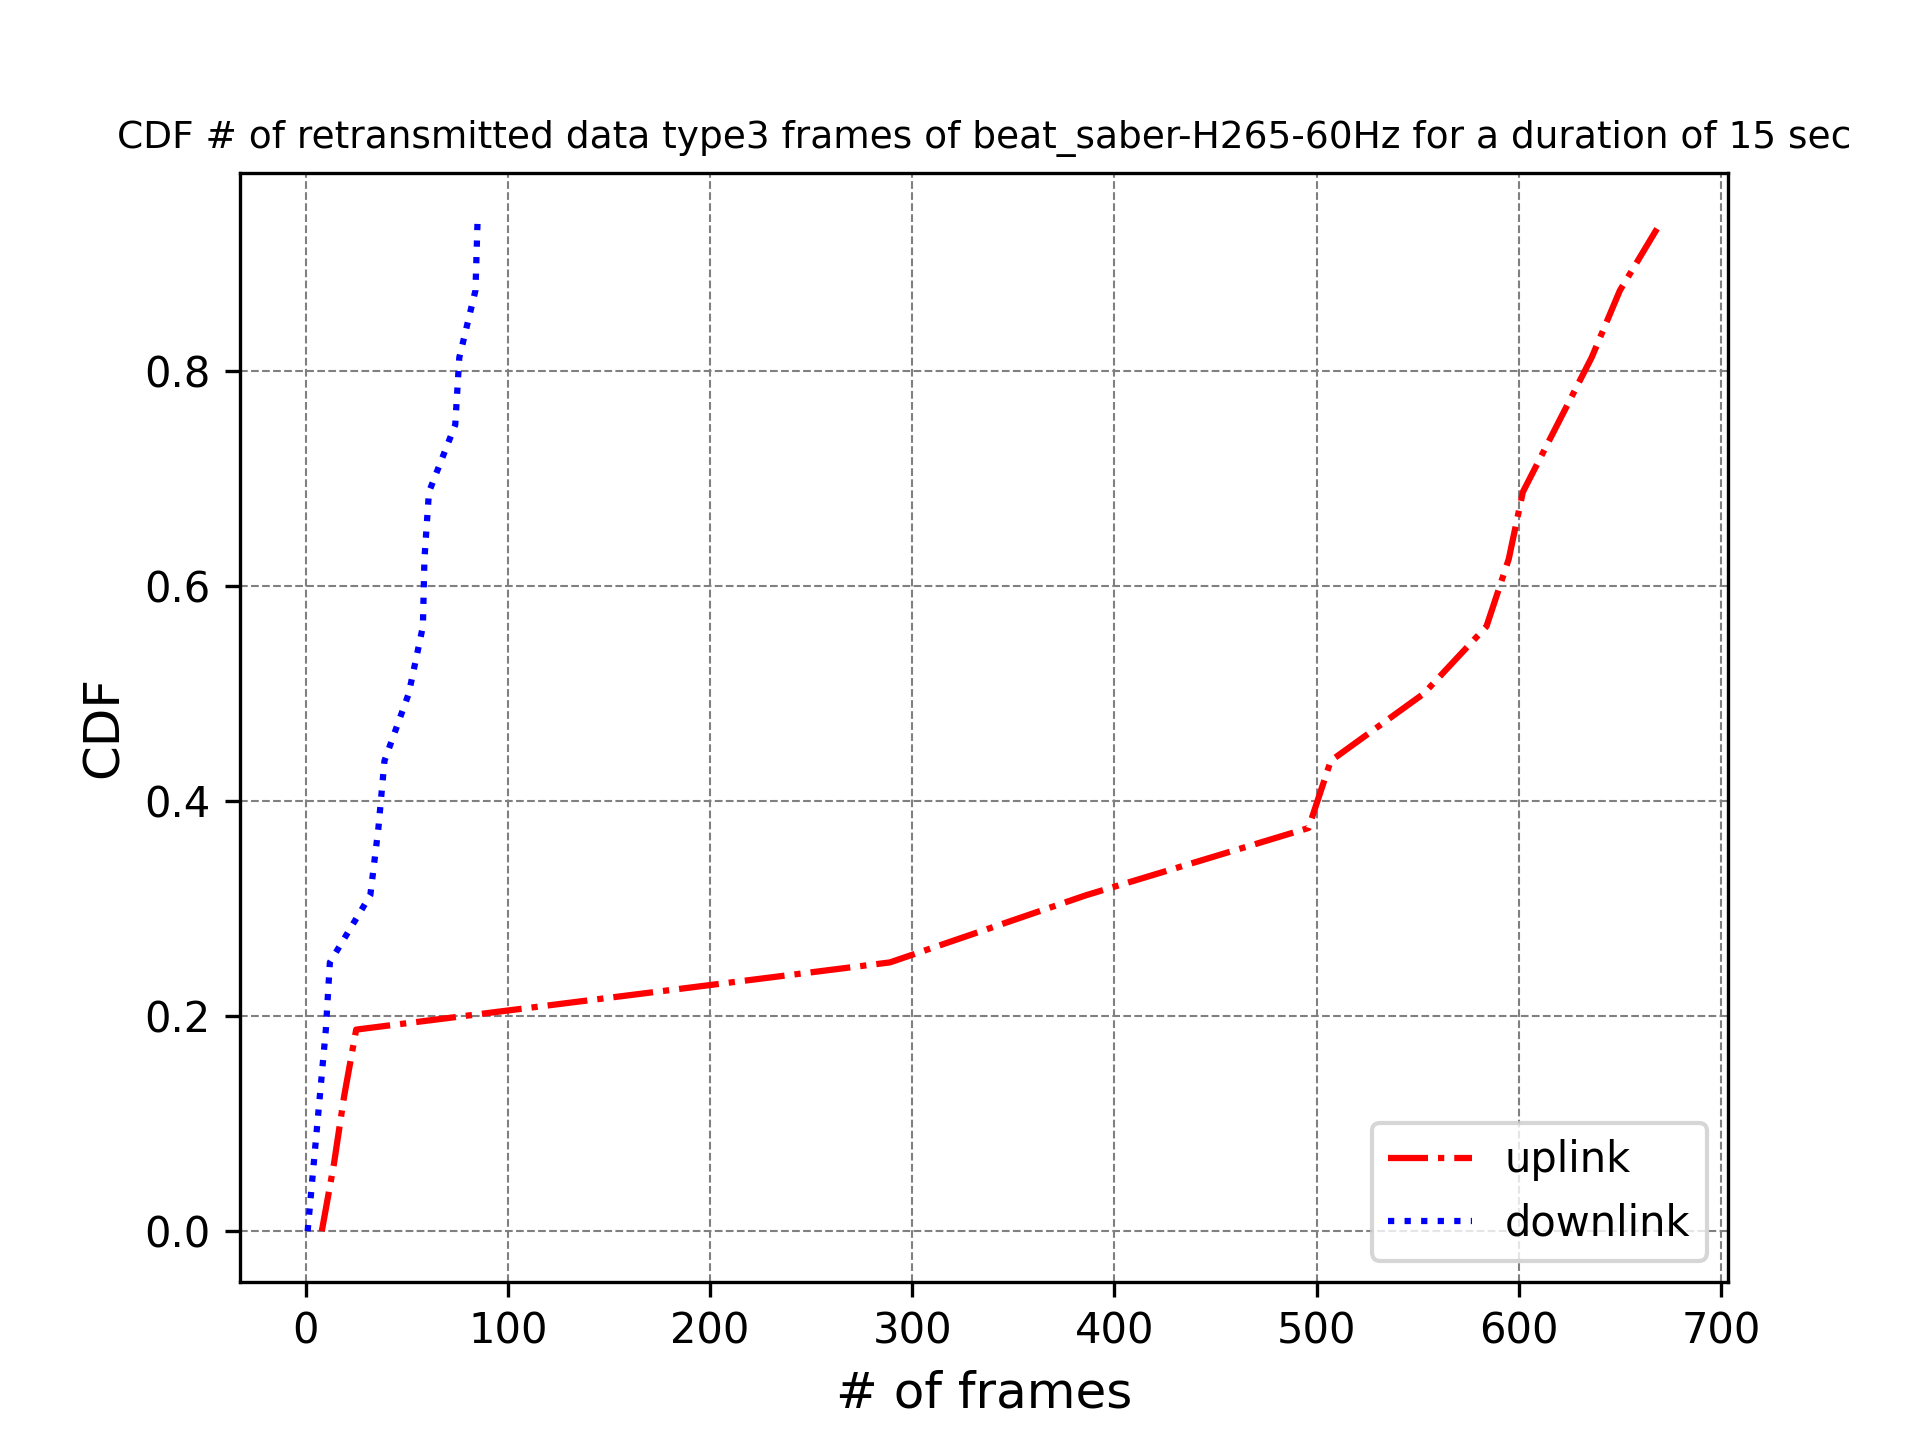 CDF # of retransmitted data type3 frames of beat_saber-H265-60Hz for a duration of 15 sec
CDF
0.8
0.6
0.4
0.2
0.0
0 100 200 300 400 500 600 700
# of frames
uplink
downlink